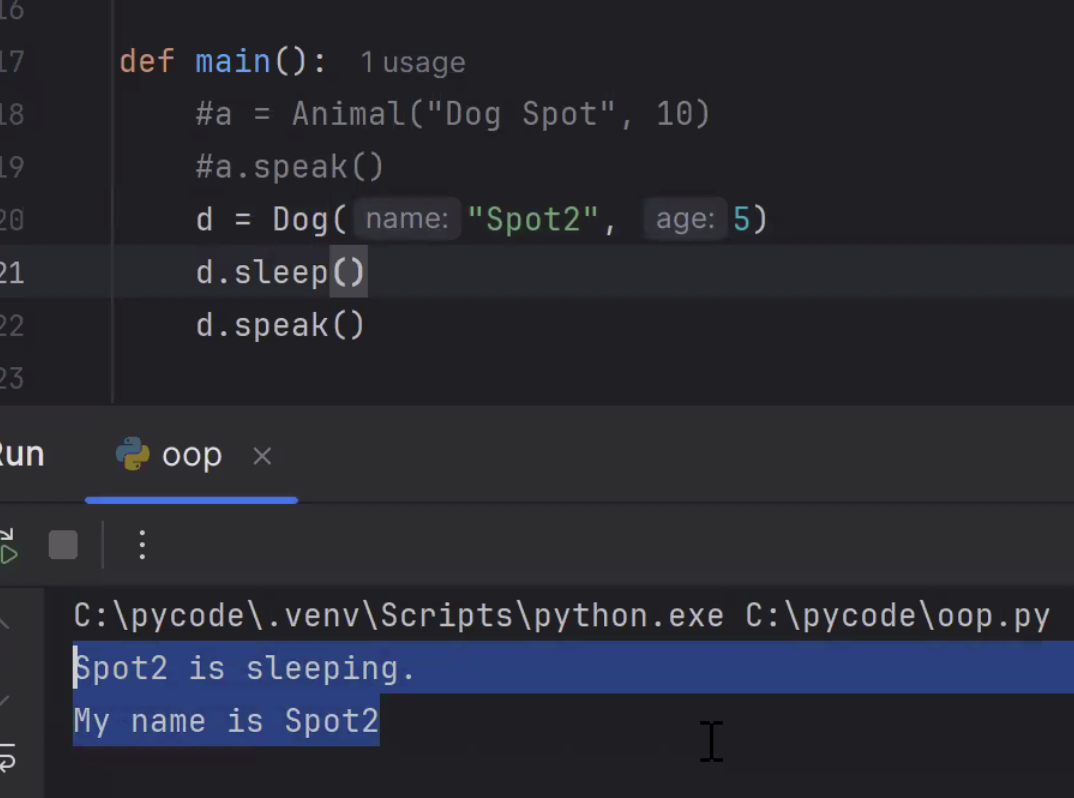 16
17 def main(): 1 usage
18 #a = Animal("Dog Spot", 10)
19 #a.speak()
20 d = Dog( name: "Spot2", age: 5)
21 d.sleep()
22 d.speak()
23
Run oop ×
C:\pycode\.venv\Scripts\python.exe C:\pycode\oop.py
Spot2 is sleeping.
My name is Spot2